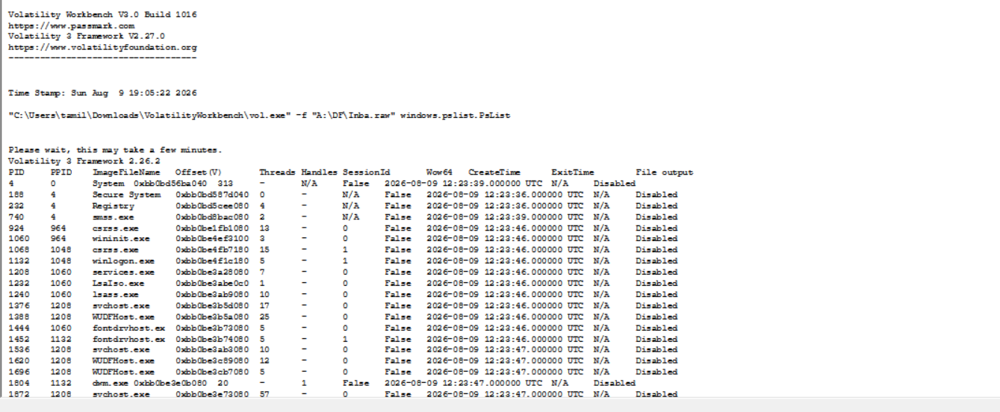 Volatility Workbench V3.0 Build 1016
https://www.passmark.com
Volatility 3 Framework V2.27.0
https://www.volatilityfoundation.org
------------------------------------
Time Stamp: Sun Aug  9 19:05:22 2026
"C:\Users\tamil\Downloads\VolatilityWorkbench\vol.exe" -f "A:\DF\Inba.raw" windows.pslist.PsList
Please wait, this may take a few minutes.
Volatility 3 Framework 2.26.2
PID PPID ImageFileName Offset(V) Threads Handles SessionId Wow64 CreateTime ExitTime File output
4 0 System 0xbb0bd56ba040 313 - N/A False 2026-08-09 12:23:39.000000 UTC N/A Disabled
188 4 Secure System 0xbb0bd587d040 0 - N/A False 2026-08-09 12:23:36.000000 UTC N/A Disabled
232 4 Registry 0xbb0bd5cee080 4 - N/A False 2026-08-09 12:23:36.000000 UTC N/A Disabled
740 4 smss.exe 0xbb0bd8bac080 2 - N/A False 2026-08-09 12:23:39.000000 UTC N/A Disabled
924 964 csrss.exe 0xbb0be1fb1080 13 - 0 False 2026-08-09 12:23:46.000000 UTC N/A Disabled
1060 964 wininit.exe 0xbb0be4ef3100 3 - 0 False 2026-08-09 12:23:46.000000 UTC N/A Disabled
1068 1048 csrss.exe 0xbb0be4fb7180 15 - 1 False 2026-08-09 12:23:46.000000 UTC N/A Disabled
1132 1048 winlogon.exe 0xbb0be4f1c180 5 - 1 False 2026-08-09 12:23:46.000000 UTC N/A Disabled
1208 1060 services.exe 0xbb0be3a28080 7 - 0 False 2026-08-09 12:23:46.000000 UTC N/A Disabled
1232 1060 LsaIso.exe 0xbb0be3abe0c0 1 - 0 False 2026-08-09 12:23:46.000000 UTC N/A Disabled
1240 1060 lsass.exe 0xbb0be3ab9080 10 - 0 False 2026-08-09 12:23:46.000000 UTC N/A Disabled
1376 1208 svchost.exe 0xbb0be3b5d080 17 - 0 False 2026-08-09 12:23:46.000000 UTC N/A Disabled
1388 1208 WUDFHost.exe 0xbb0be3b5a080 25 - 0 False 2026-08-09 12:23:46.000000 UTC N/A Disabled
1444 1060 fontdrvhost.ex 0xbb0be3b73080 5 - 0 False 2026-08-09 12:23:46.000000 UTC N/A Disabled
1452 1132 fontdrvhost.ex 0xbb0be3b74080 5 - 1 False 2026-08-09 12:23:46.000000 UTC N/A Disabled
1536 1208 svchost.exe 0xbb0be3ab3080 10 - 0 False 2026-08-09 12:23:47.000000 UTC N/A Disabled
1620 1208 WUDFHost.exe 0xbb0be3c89080 12 - 0 False 2026-08-09 12:23:47.000000 UTC N/A Disabled
1696 1208 WUDFHost.exe 0xbb0be3cb7080 5 - 0 False 2026-08-09 12:23:47.000000 UTC N/A Disabled
1804 1132 dwm.exe 0xbb0be3e0b080 20 - 1 False 2026-08-09 12:23:47.000000 UTC N/A Disabled
1872 1208 svchost.exe 0xbb0be3e73080 57 - 0 False 2026-08-09 12:23:47.000000 UTC N/A Disabled